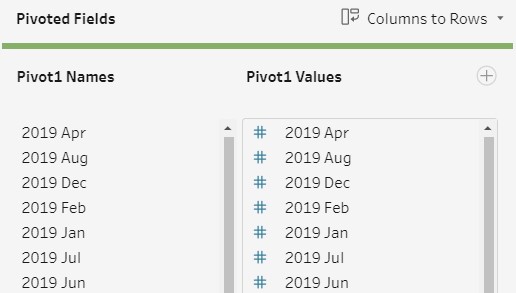 Pivoted Fields Columns to Rows
Pivot1 Names Pivot1 Values
2019 Apr 2019 Apr
2019 Aug 2019 Aug
2019 Dec 2019 Dec
2019 Feb 2019 Feb
2019 Jan 2019 Jan
2019 Jul 2019 Jul
2019 Jun 2019 Jun